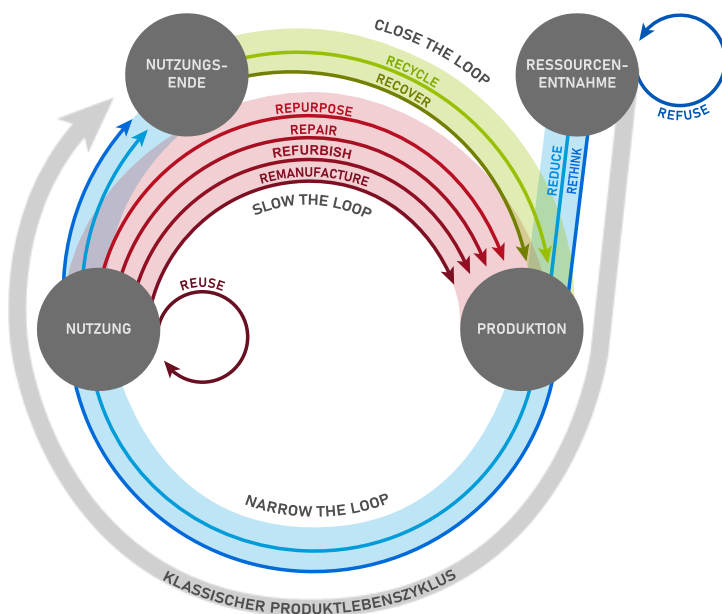 CLOSE THE LOOP
NUTZUNGS-
ENDE
RESSOURCEN-
ENTNAHME
RECYCLE
RECOVER
REFUSE
REPURPOSE
REPAIR
REFURBISH
REMANUFACTURE
SLOW THE LOOP
REDUCE
RETHINK
REUSE
NUTZUNG
PRODUKTION
NARROW THE LOOP
KLASSISCHER PRODUKTLEBENSZYKLUS